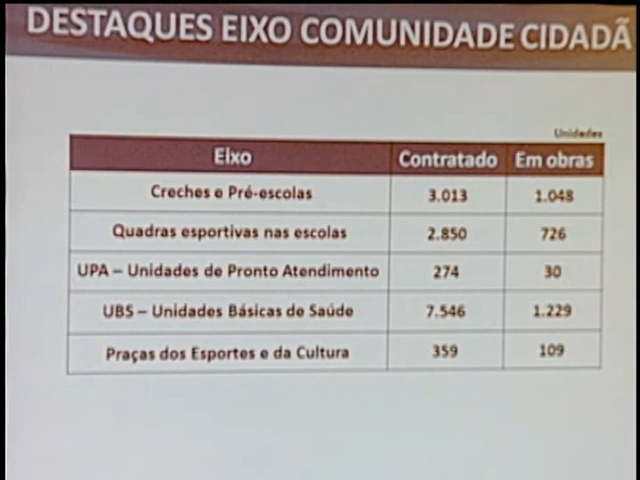 DESTAQUES EIXO COMUNIDADE CIDADÃ
Unidades
Eixo Contratado Em obras
Creches e Pré-escolas 3.013 1.048
Quadras esportivas nas escolas 2.850 726
UPA – Unidades de Pronto Atendimento 274 30
UBS – Unidades Básicas de Saúde 7.546 1.229
Praças dos Esportes e da Cultura 359 109